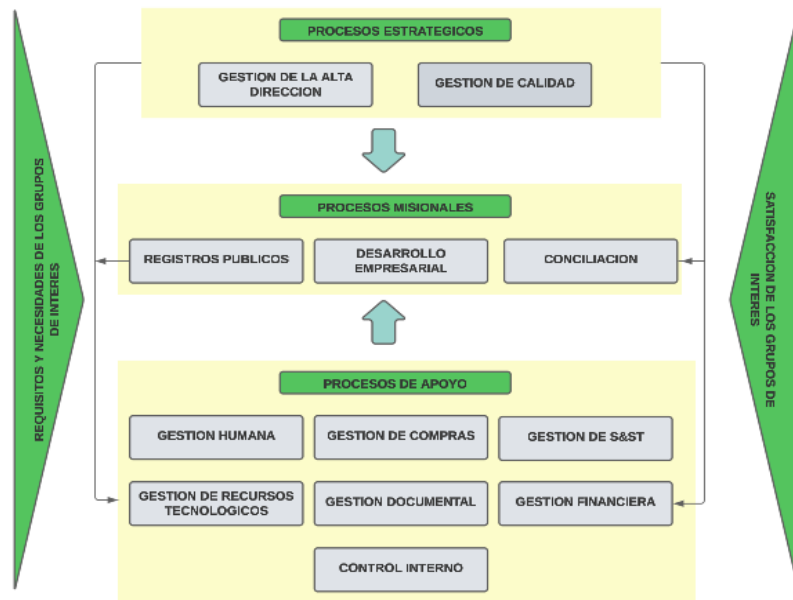 PROCESOS ESTRATEGICOS
GESTION DE LA ALTA
DIRECCION
GESTION DE CALIDAD
REQUISITOS Y NECESIDADES DE LOS GRUPOS
DE INTERES
PROCESOS MISIONALES
REGISTROS PUBLICOS
DESARROLLO
EMPRESARIAL
CONCILIACION
SATISFACCION DE LOS GRUPOS DE
INTERES
PROCESOS DE APOYO
GESTION HUMANA
GESTION DE COMPRAS
GESTION DE S&ST
GESTION DE RECURSOS
TECNOLOGICOS
GESTION DOCUMENTAL
GESTION FINANCIERA
CONTROL INTERNO